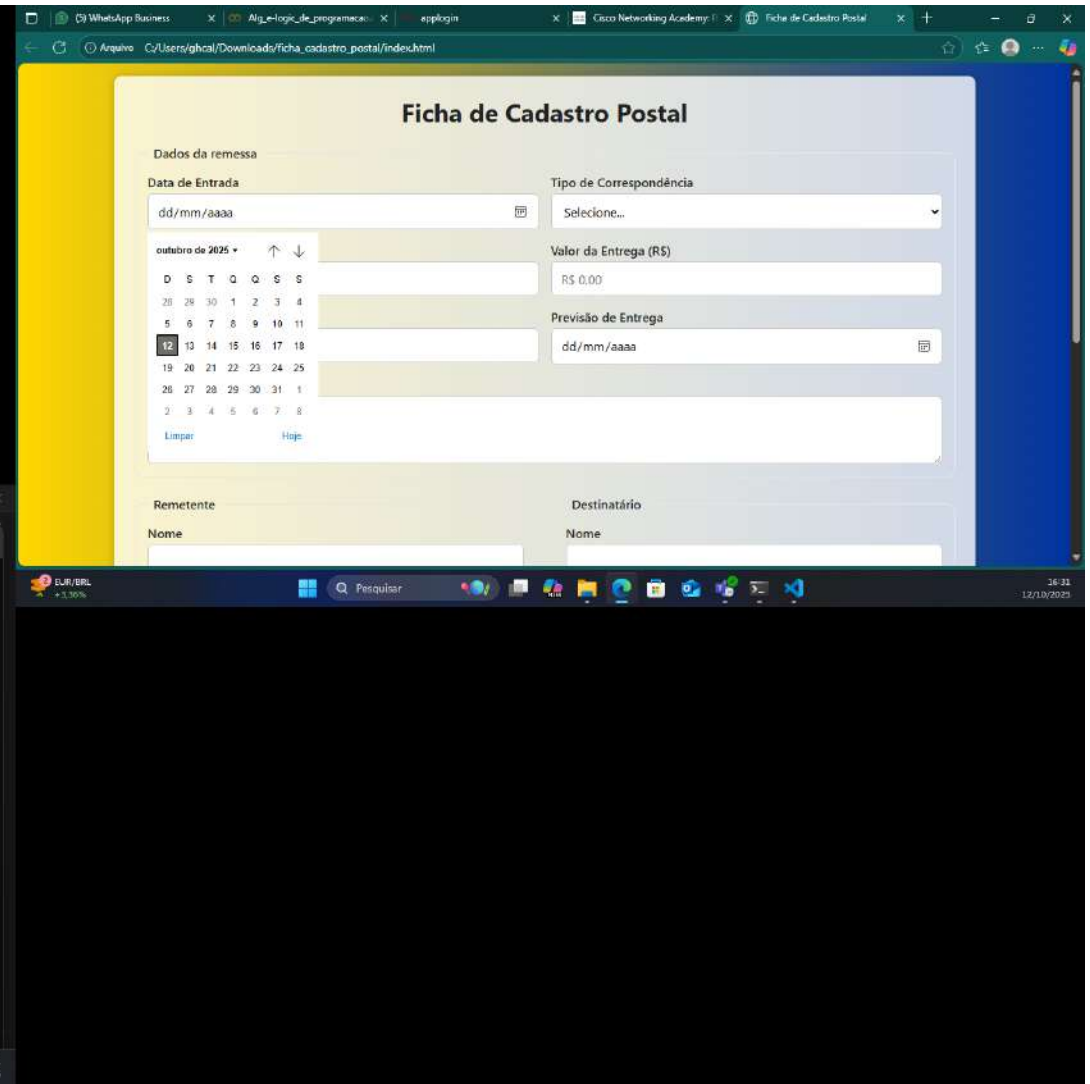 (5) WhatsApp Business
Alg_e-logic_de_programacao
applogin
Cisco Networking Academy:
Ficha de Cadastro Postal
Arquivo C:/Users/ghcal/Downloads/ficha_cadastro_postal/index.html
Ficha de Cadastro Postal
Dados da remessa
Data de Entrada
Tipo de Correspondência
dd/mm/aaaa
Selecione...
outubro de 2025
Valor da Entrega (R$)
D S T Q Q S S
R$ 0,00
28 29 30 1 2 3 4
5 6 7 8 9 10 11
Previsão de Entrega
12 13 14 15 16 17 18
dd/mm/aaaa
19 20 21 22 23 24 25
26 27 28 29 30 31 1
2 3 4 5 6 7 8
Limpar Hoje
Remetente
Destinatário
Nome
Nome
2
EUR/BRL
+3,36%
Pesquisar
16:31
12/10/2025